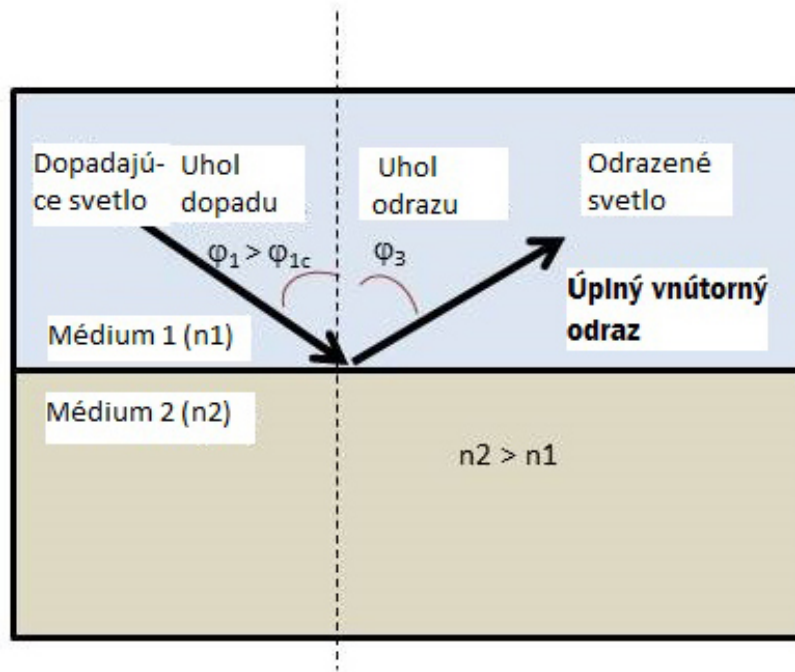 Dopadajú-
ce svetlo
Uhol
dopadu
Uhol
odrazu
Odrazené
svetlo
φ₁ > φ₁c
φ₃
Úplný vnútorný
odraz
Médium 1 (n1)
Médium 2 (n2)
n2 > n1